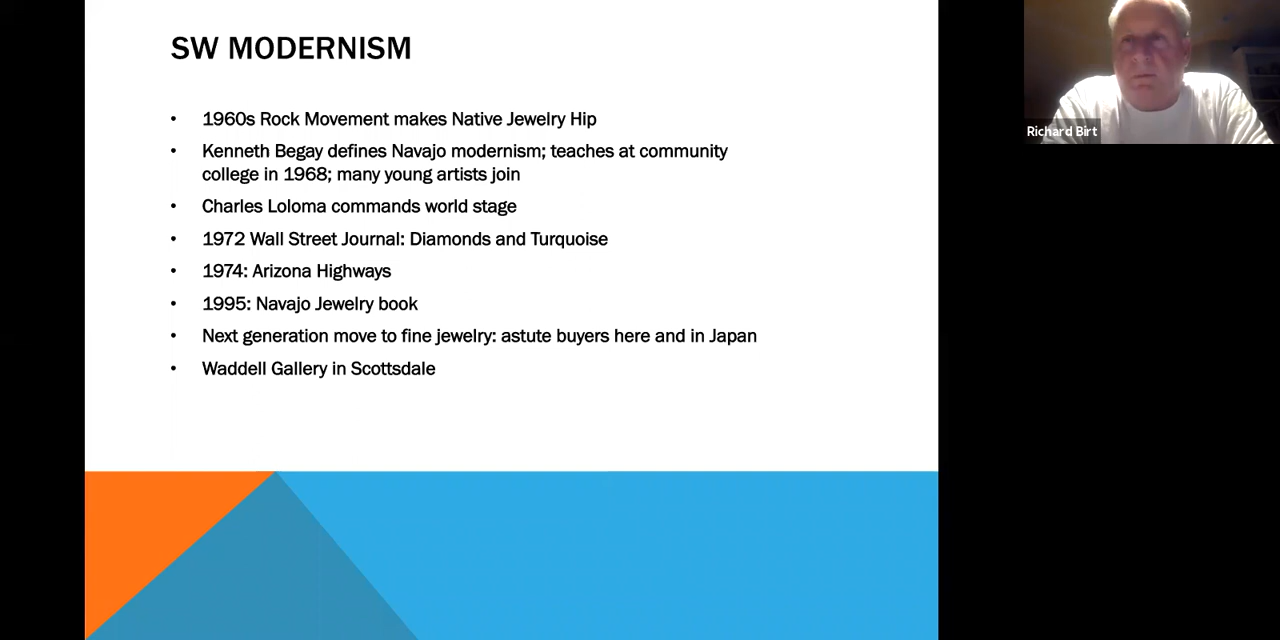 SW MODERNISM
• 1960s Rock Movement makes Native Jewelry Hip
• Kenneth Begay defines Navajo modernism; teaches at community
college in 1968; many young artists join
• Charles Loloma commands world stage
• 1972 Wall Street Journal: Diamonds and Turquoise
• 1974: Arizona Highways
• 1995: Navajo Jewelry book
• Next generation move to fine jewelry: astute buyers here and in Japan
• Waddell Gallery in Scottsdale
Richard Birt